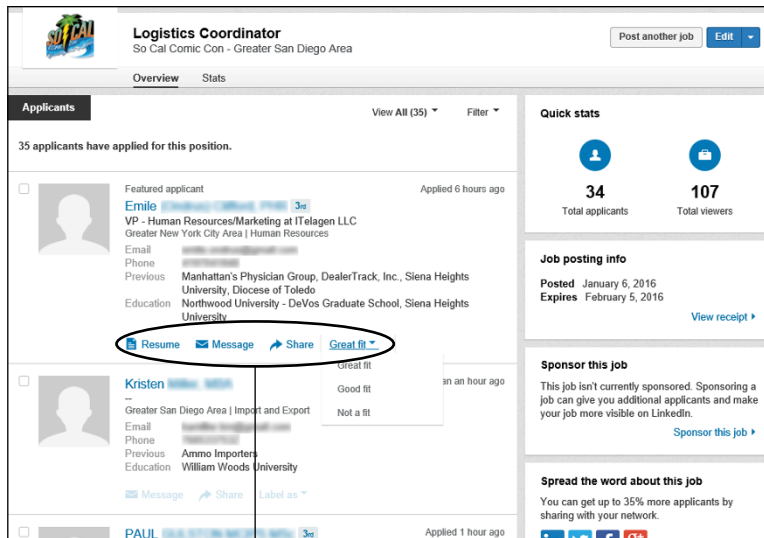 SO CAL
Logistics Coordinator
So Cal Comic Con - Greater San Diego Area
Post another job
Edit
Overview Stats
Applicants
View All (35) Filter
35 applicants have applied for this position.
Featured applicant Applied 6 hours ago
Emile 3rd
VP - Human Resources/Marketing at ITelagen LLC
Greater New York City Area | Human Resources
Email
Phone
Previous Manhattan's Physician Group, DealerTrack, Inc., Siena Heights
University, Diocese of Toledo
Education Northwood University - DeVos Graduate School, Siena Heights
University
Resume Message Share Great fit
Great fit
Good fit
Not a fit
Kristen an hour ago
--
Greater San Diego Area | Import and Export
Email
Phone
Previous Ammo Importers
Education William Woods University
Message Share Label as
PAUL 3rd Applied 1 hour ago
Quick stats
34 107
Total applicants Total viewers
Job posting info
Posted January 6, 2016
Expires February 5, 2016
View receipt
Sponsor this job
This job isn't currently sponsored. Sponsoring a
job can give you additional applicants and make
your job more visible on LinkedIn.
Sponsor this job
Spread the word about this job
You can get up to 35% more applicants by
sharing with your network.